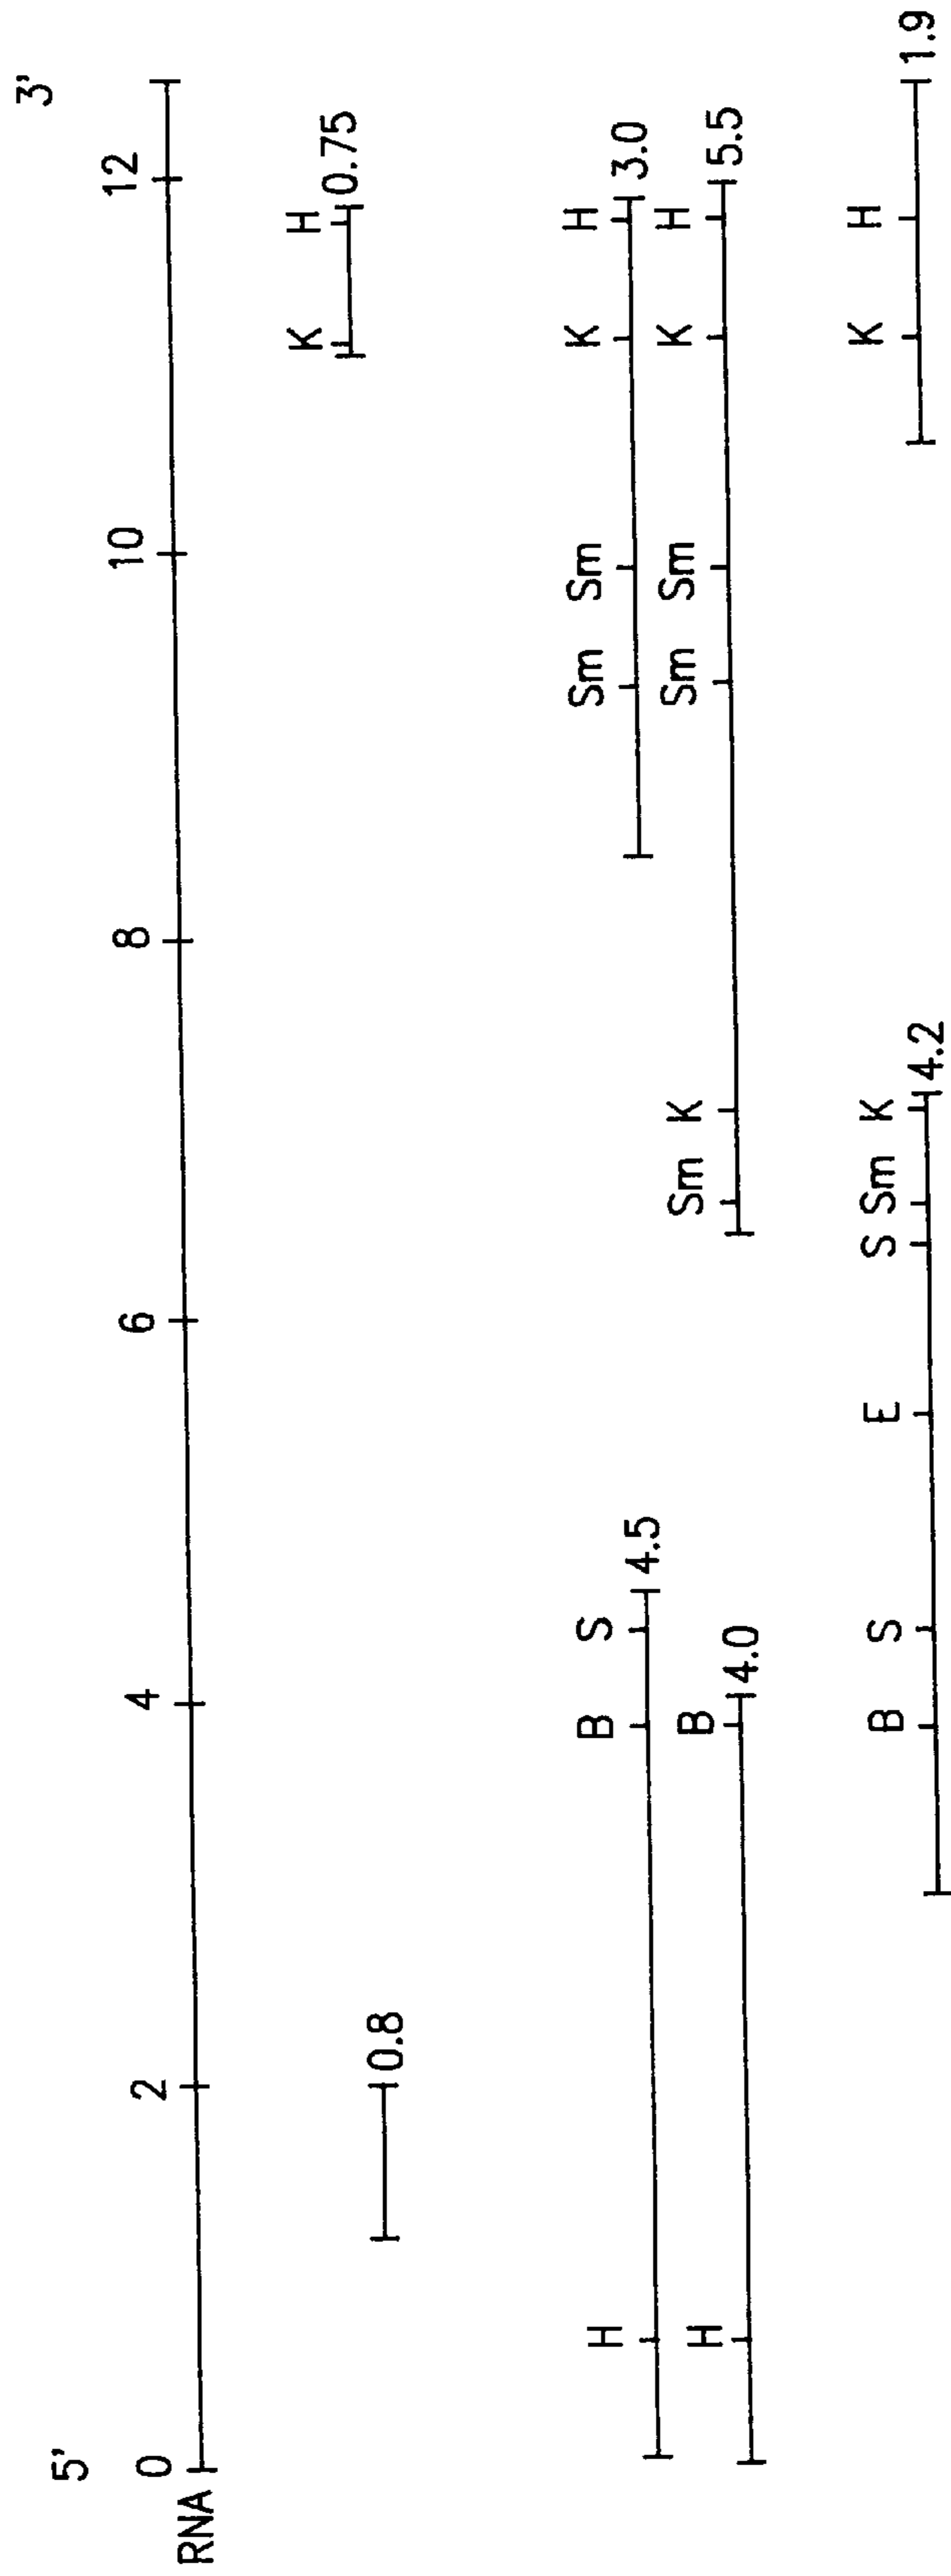 5' 3'
0 2 4 6 8 10 12
RNA
K H
0.75
0.8
H B S Sm Sm K H
4.5 3.0
H B Sm K Sm Sm K H
4.0 5.5
B S E S Sm K K H
4.2 1.9